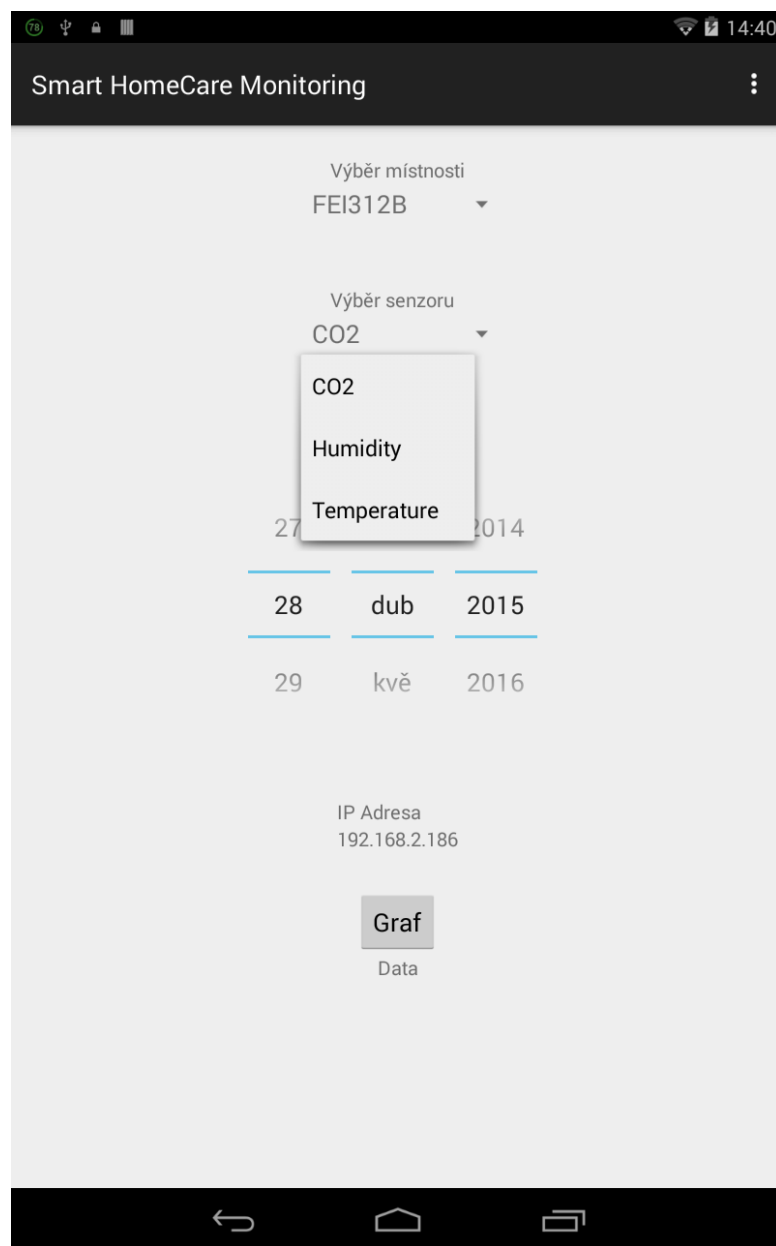 78 14:40
Smart HomeCare Monitoring
Výběr místnosti
FEI312B
Výběr senzoru
CO2
CO2
Humidity
Temperature
27 2014
28 dub 2015
29 kvě 2016
IP Adresa
192.168.2.186
Graf
Data